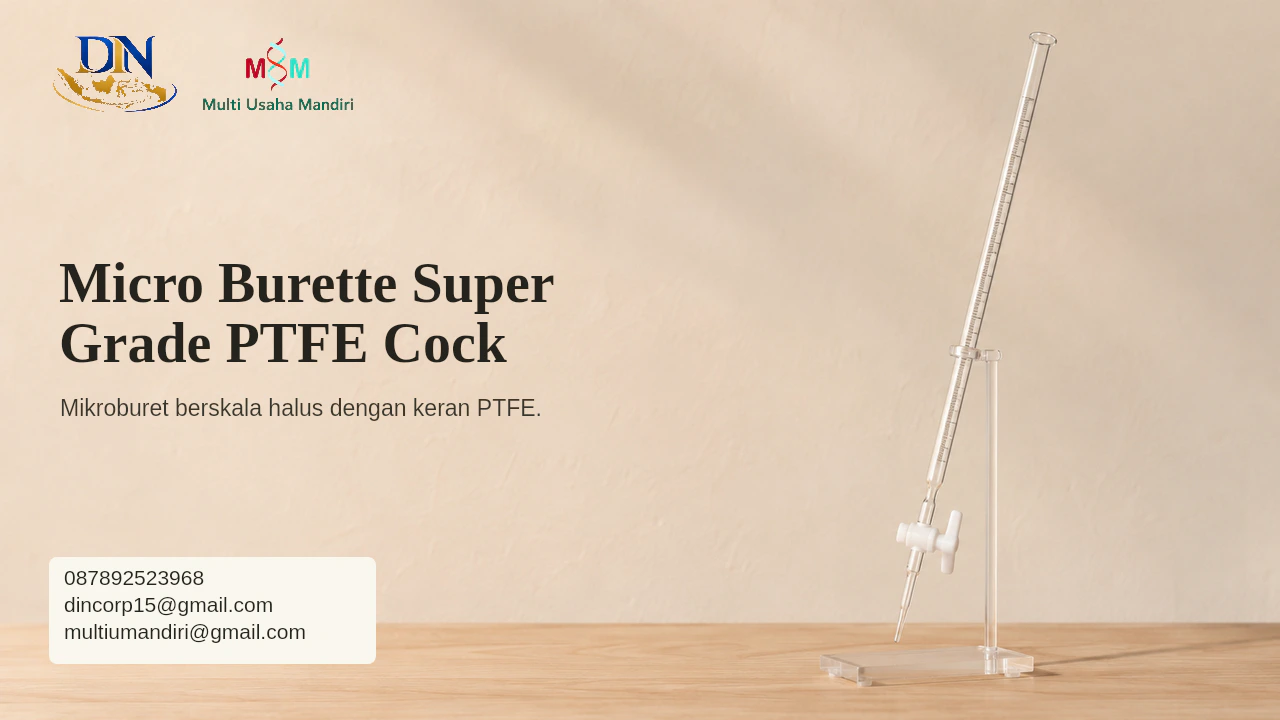 DIN
MSM
Multi Usaha Mandiri
Micro Burette Super
Grade PTFE Cock
Mikroburet berskala halus dengan keran PTFE.
087892523968
dincorp15@gmail.com
multiumandiri@gmail.com